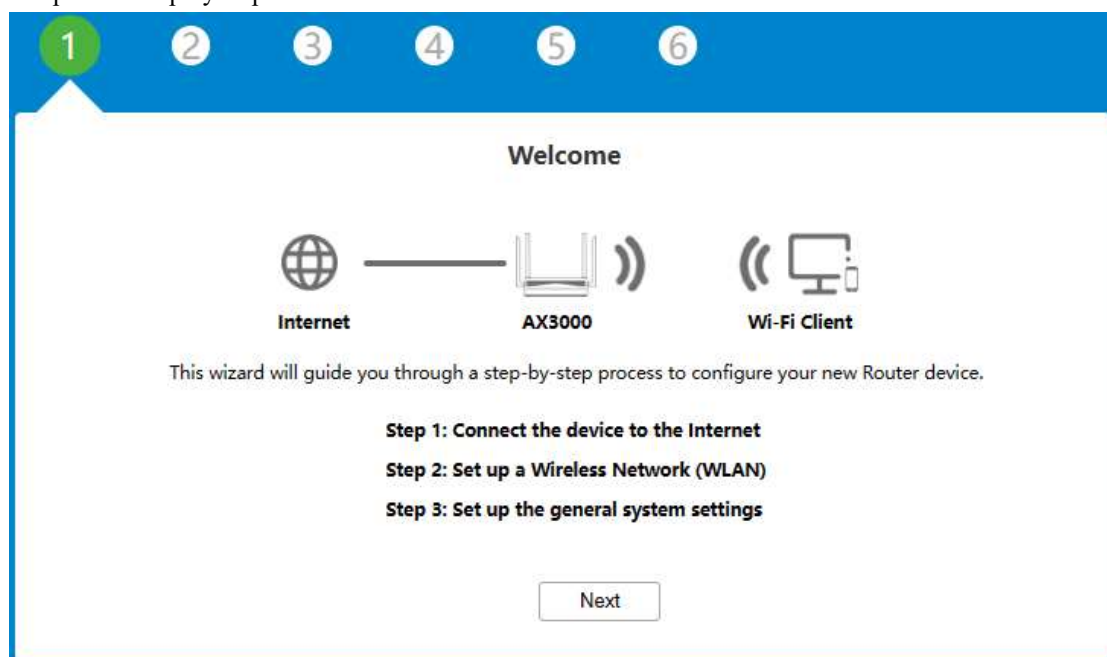 1 2 3 4 5 6
Welcome
Internet AX3000 Wi-Fi Client
This wizard will guide you through a step-by-step process to configure your new Router device.
Step 1: Connect the device to the Internet
Step 2: Set up a Wireless Network (WLAN)
Step 3: Set up the general system settings
Next